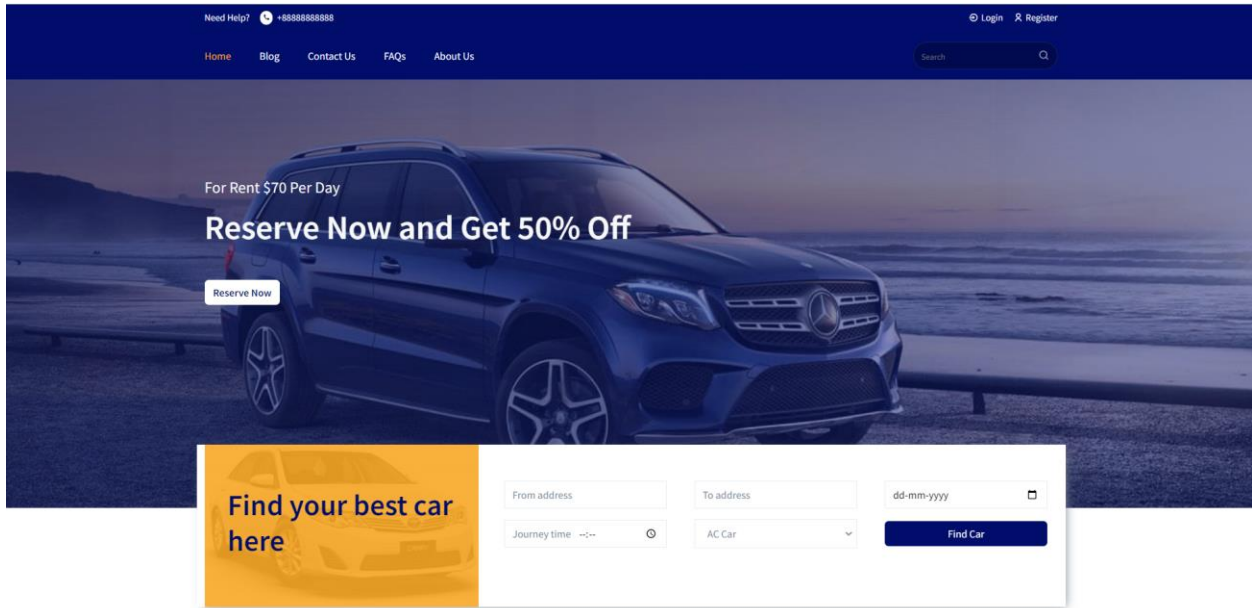 Need Help? +88888888888
Login Register
Home Blog Contact Us FAQs About Us
Search
For Rent $70 Per Day
Reserve Now and Get 50% Off
Reserve Now
Find your best car
here
From address To address dd-mm-yyyy
Journey time --:-- AC Car Find Car